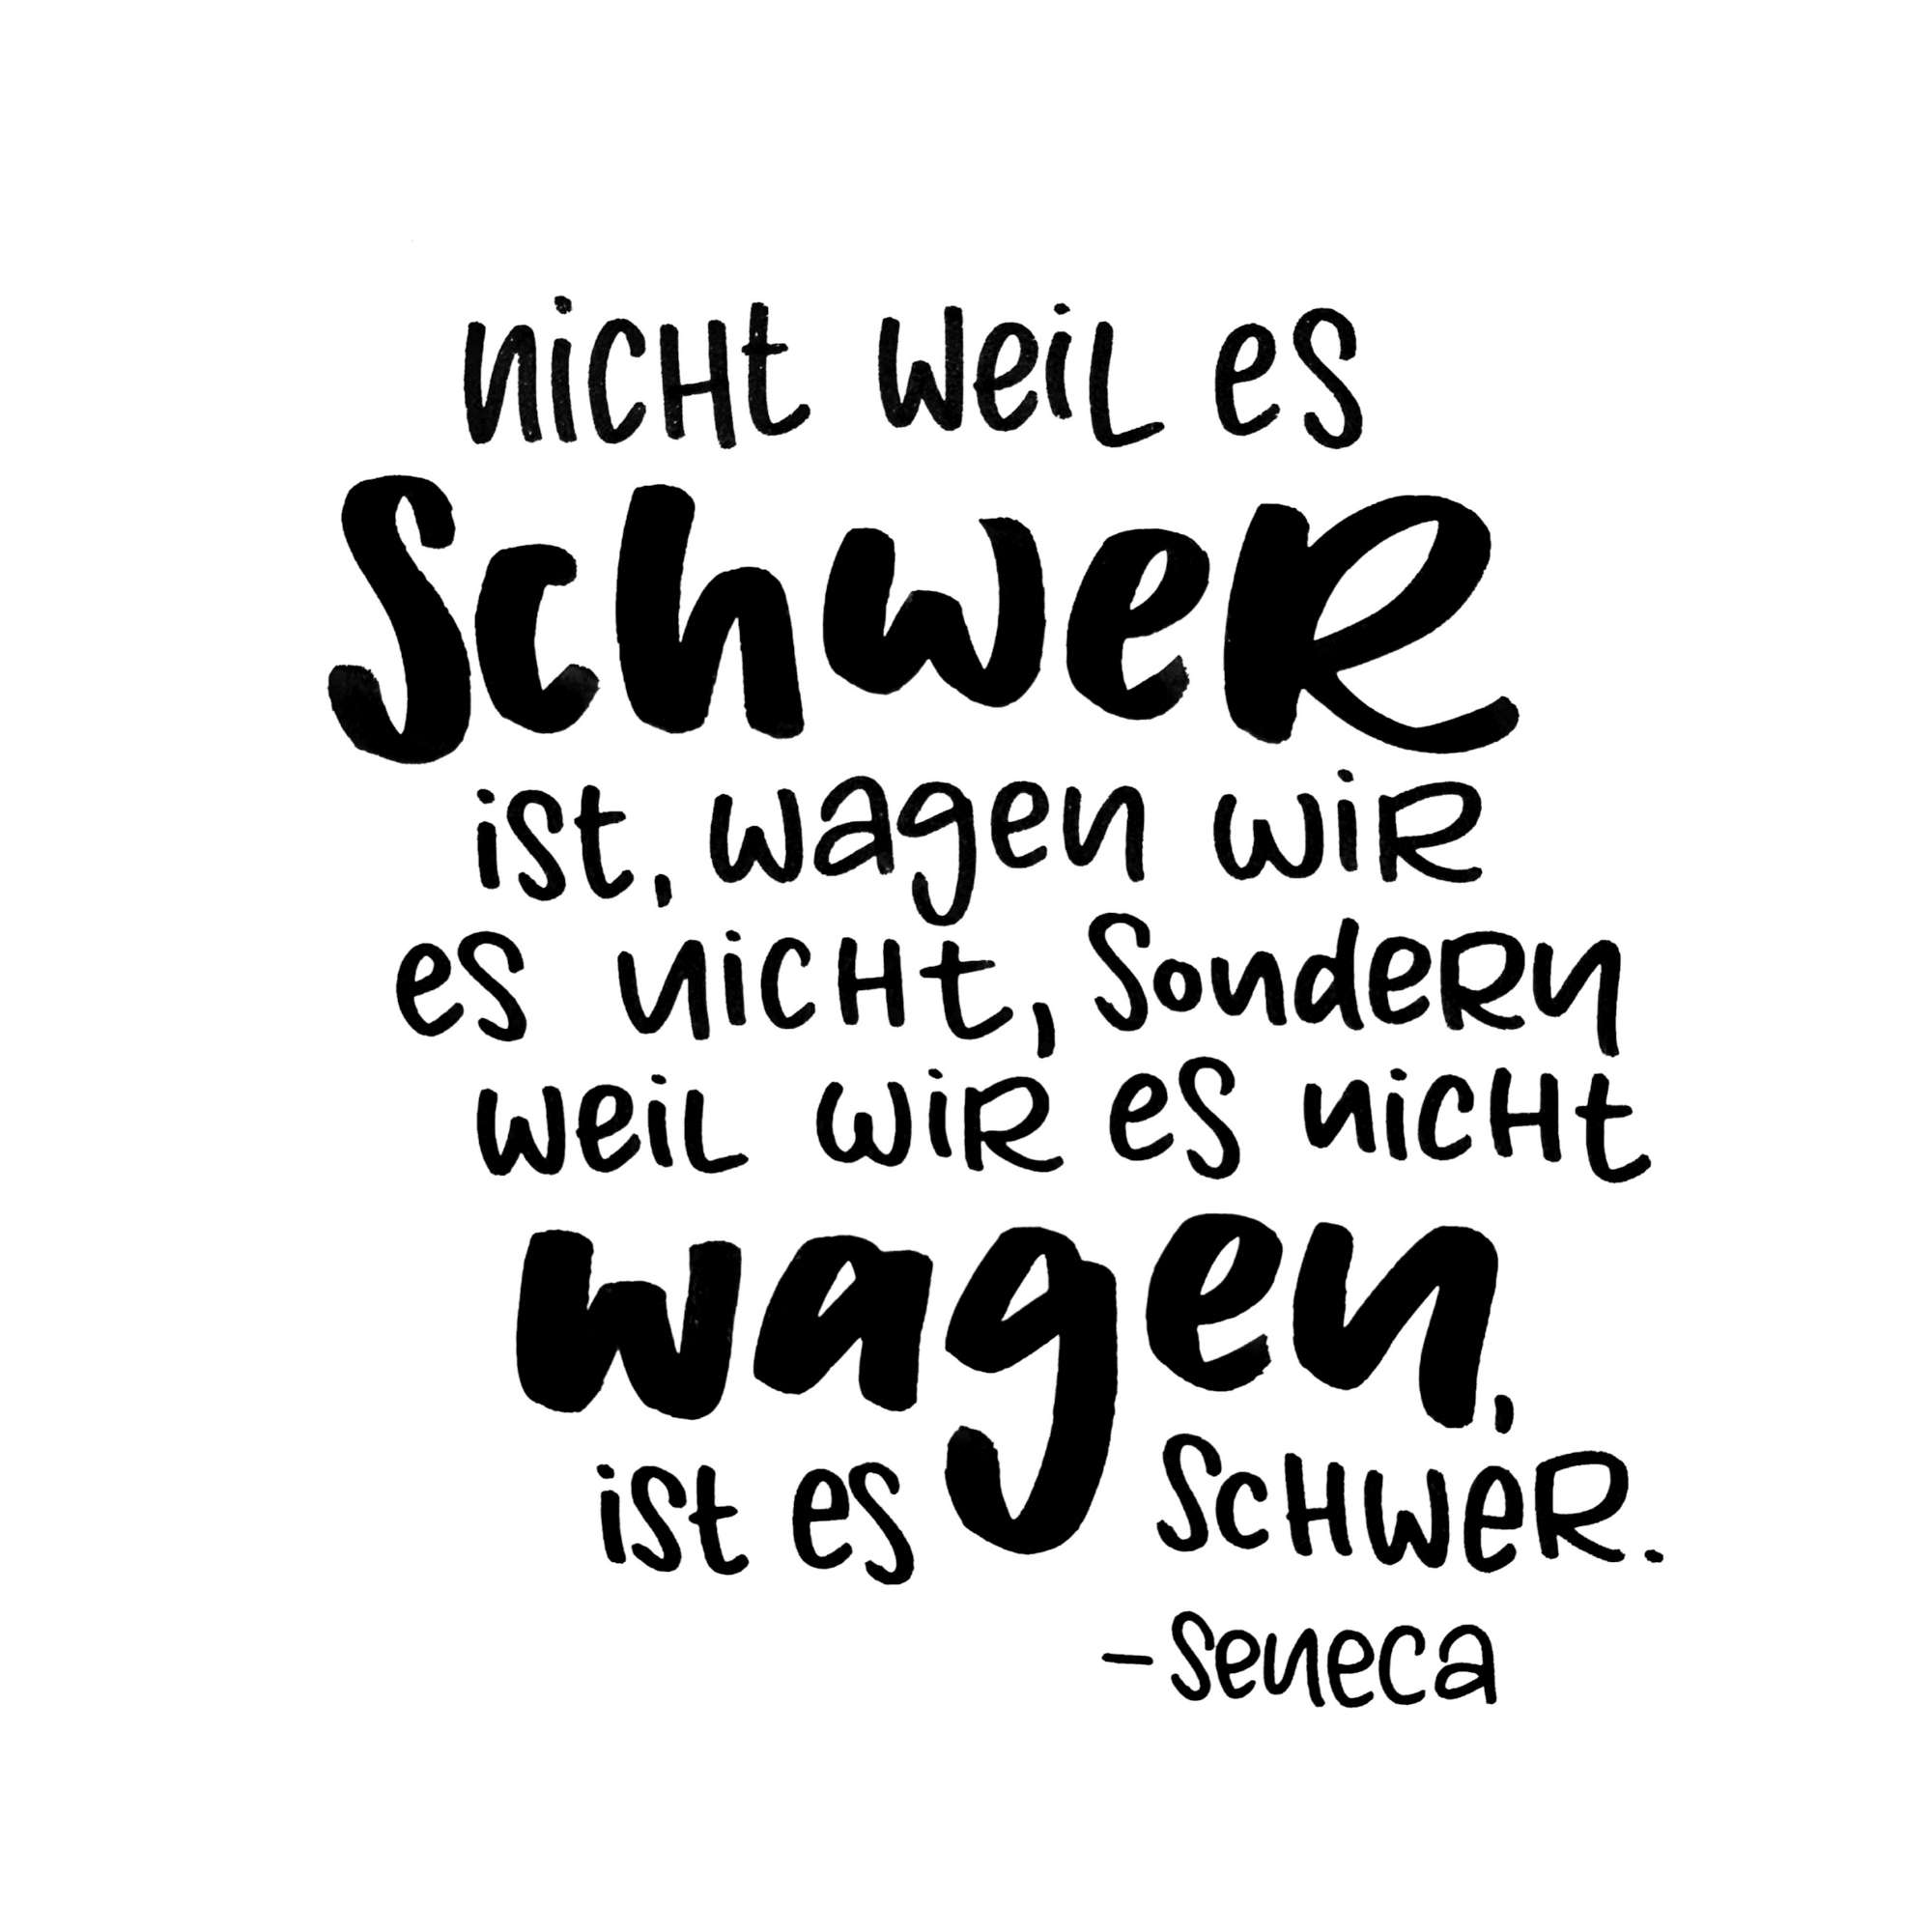 nicht weil es
Schwer
ist, wagen wir
es nicht, Sondern
weil wir es nicht
wagen,
ist es Schwer.
-Seneca